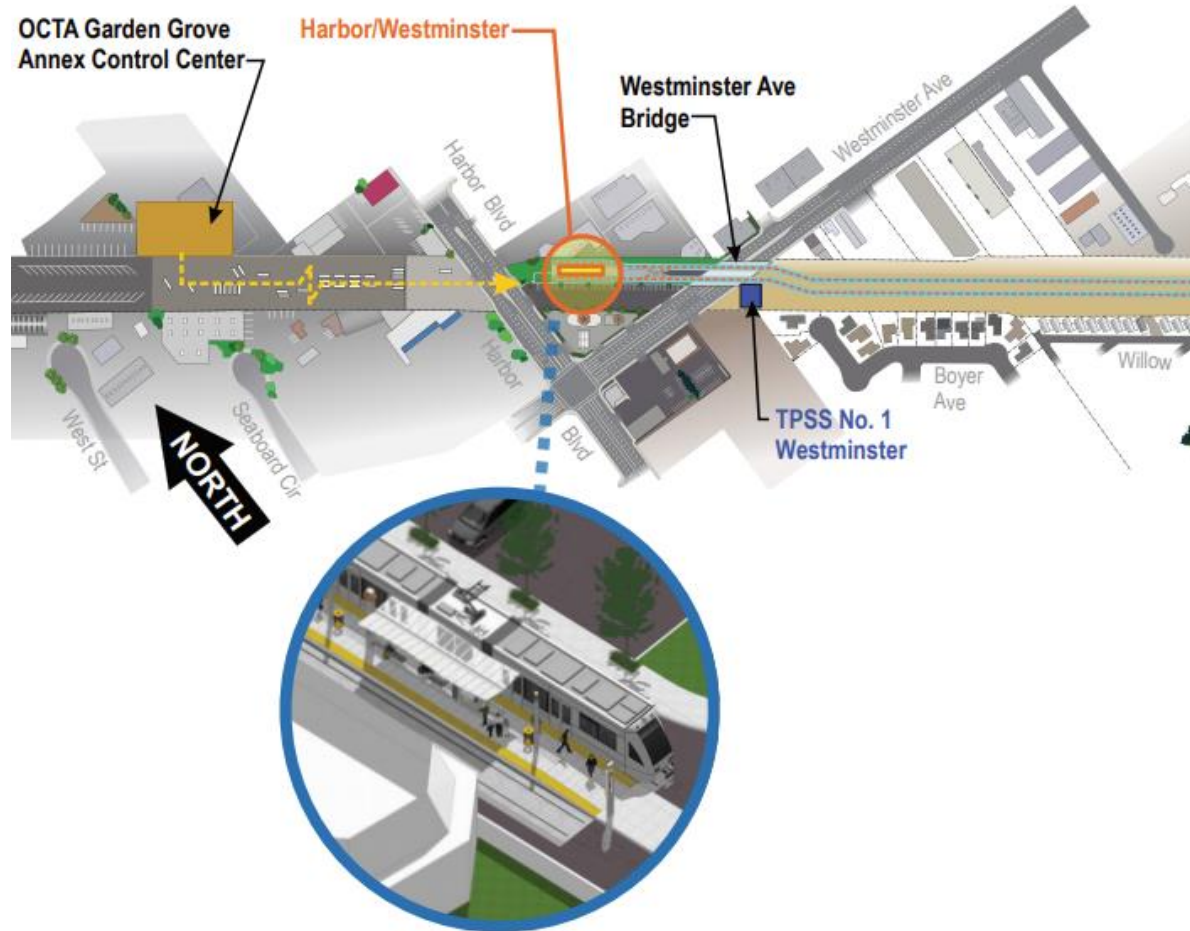 OCTA Garden Grove
Annex Control Center
Harbor/Westminster
Westminster Ave
Bridge
Westminster Ave
Harbor Blvd
Harbor
Blvd
West St
Seaboard Cir
NORTH
TPSS No. 1
Westminster
Boyer
Ave
Willow